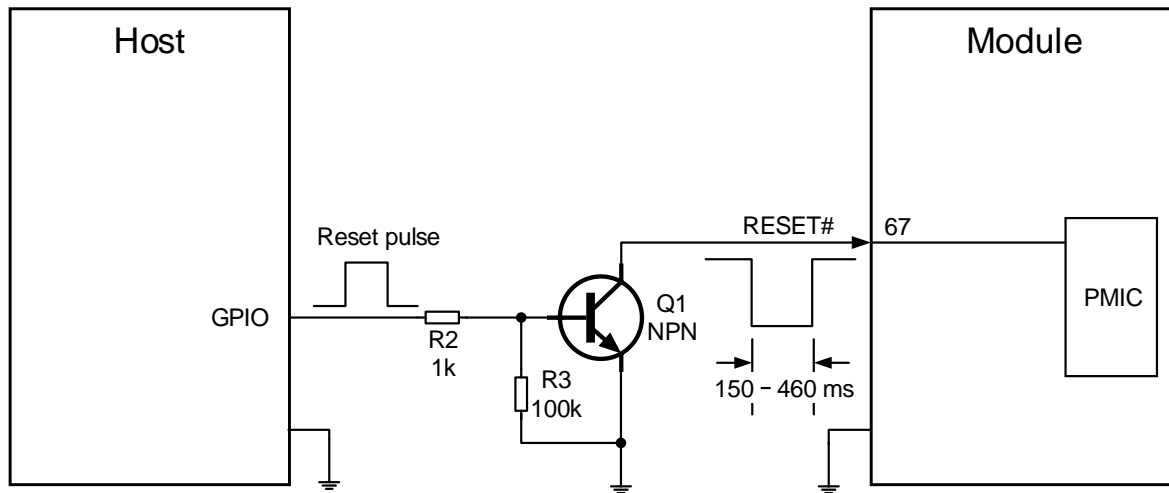 Host
Module
RESET#
67
Reset pulse
PMIC
Q1
NPN
GPIO
R2
1k
R3
100k
150 – 460 ms